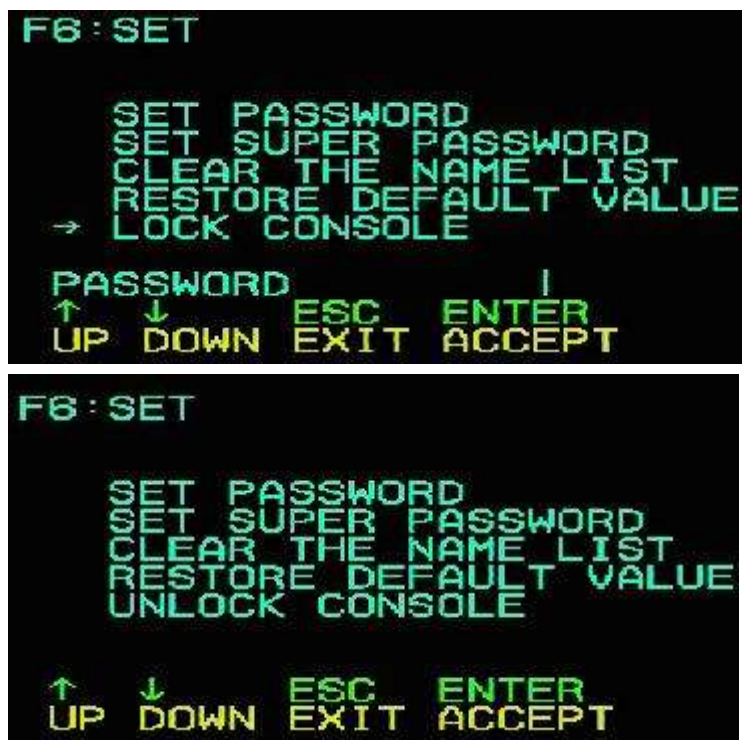 F6:SET
SET PASSWORD
SET SUPER PASSWORD
CLEAR THE NAME LIST
RESTORE DEFAULT VALUE
→ LOCK CONSOLE
PASSWORD |
↑ ↓ ESC ENTER
UP DOWN EXIT ACCEPT
F6:SET
SET PASSWORD
SET SUPER PASSWORD
CLEAR THE NAME LIST
RESTORE DEFAULT VALUE
UNLOCK CONSOLE
↑ ↓ ESC ENTER
UP DOWN EXIT ACCEPT